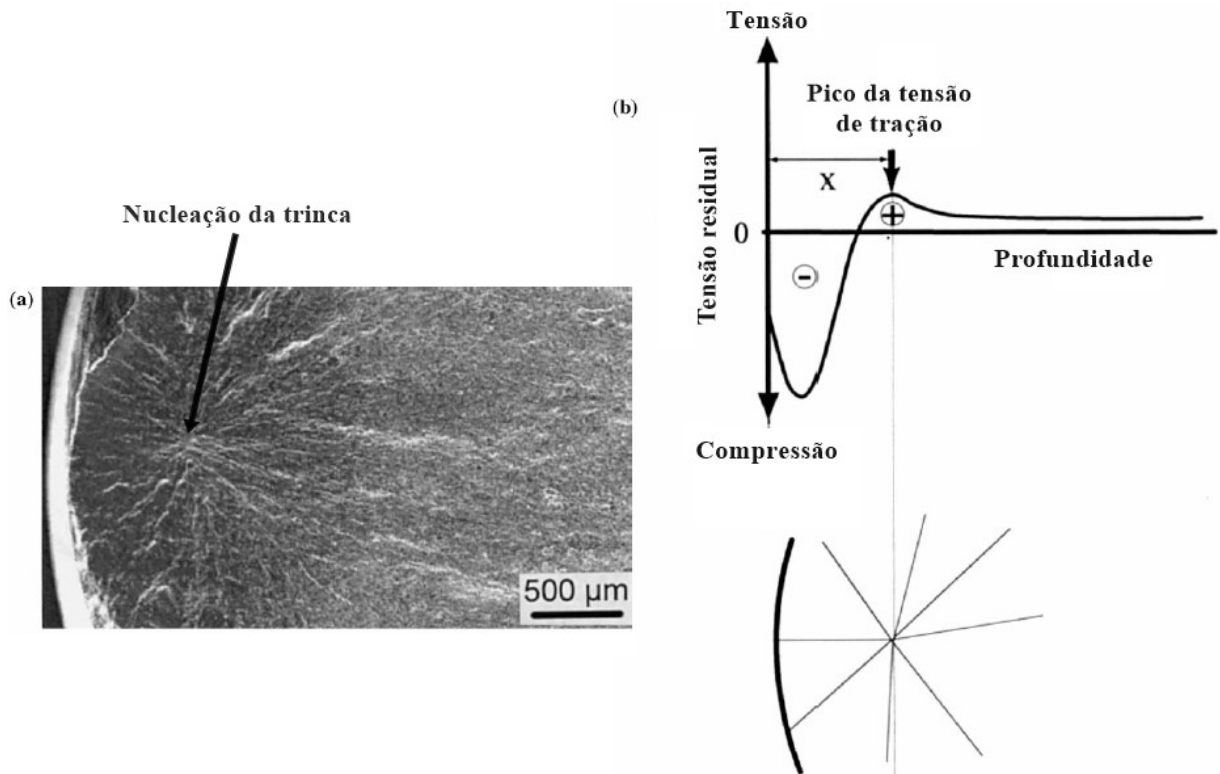 (a)
Nucleação da trinca
500 µm
(b)
Tensão
Pico da tensão
de tração
X
Tensão residual
0
+
-
Profundidade
Compressão